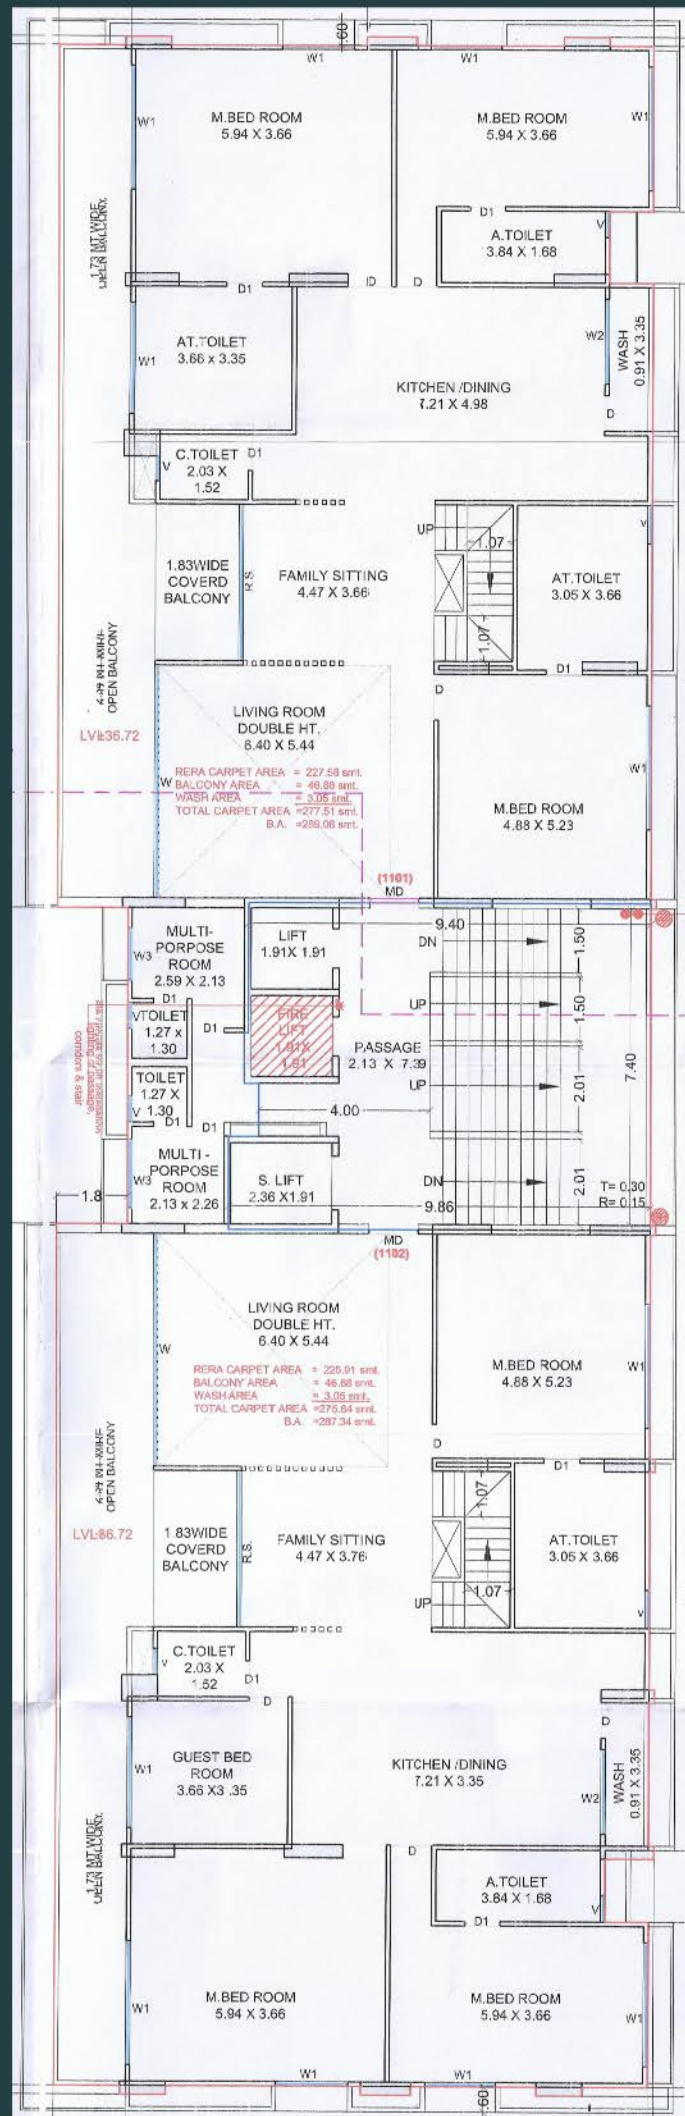 .60
W1
W1
M.BED ROOM
5.94 X 3.66
M.BED ROOM
5.94 X 3.66
W1
W1
1.73 MT.WIDE
OPEN BALCONY.
D1
A.TOILET
3.84 X 1.68
V
D1
D
D
AT.TOILET
3.66 x 3.35
W1
W2
WASH
0.91 X 3.35
KITCHEN /DINING
7.21 X 4.98
D
C.TOILET
2.03 X
1.52
V
D1
UP
1.07
V
1.83WIDE
COVERD
BALCONY
R.S.
FAMILY SITTING
4.47 X 3.66
AT.TOILET
3.05 X 3.66
1.07
D1
OPEN BALCONY
D
LVL:86.72
LIVING ROOM
DOUBLE HT.
6.40 X 5.44
W
RERA CARPET AREA = 227.58 smt.
BALCONY AREA = 46.88 smt.
WASH AREA = 3.05 smt.
TOTAL CARPET AREA =277.51 smt.
B.A. =289.06 smt.
W1
M.BED ROOM
4.88 X 5.23
(1101)
MD
MULTI-
PORPOSE
ROOM
2.59 X 2.13
W3
LIFT
1.91X 1.91
9.40
DN
1.50
D1
VTOILET
1.27 x
1.30
D1
FIRE
LIFT
1.91X
1.91
UP
1.50
PASSAGE
2.13 X 7.39
7.40
lighting of passage,
corridors & stair
TOILET
1.27 X
1.30
V
D1
D1
UP
4.00
2.01
MULTI -
PORPOSE
ROOM
2.13 x 2.26
W3
S. LIFT
2.36 X1.91
DN
2.01
T= 0.30
R= 0.15
1.8
9.86
MD
(1102)
LIVING ROOM
DOUBLE HT.
6.40 X 5.44
W
RERA CARPET AREA = 225.91 smt.
BALCONY AREA = 46.88 smt.
WASH AREA = 3.05 smt.
TOTAL CARPET AREA =275.84 smt.
B.A. =287.34 smt.
M.BED ROOM
4.88 X 5.23
W1
D
OPEN BALCONY
D1
1.07
LVL:86.72
1.83WIDE
COVERD
BALCONY
R.S.
FAMILY SITTING
4.47 X 3.76
AT.TOILET
3.05 X 3.66
UP
1.07
V
C.TOILET
2.03 X
1.52
V
D1
D
D
GUEST BED
ROOM
3.66 X3 .35
W1
KITCHEN /DINING
7.21 X 3.35
W2
WASH
0.91 X 3.35
1.73 MT.WIDE
OPEN BALCONY.
D
A.TOILET
3.84 X 1.68
V
D1
M.BED ROOM
5.94 X 3.66
M.BED ROOM
5.94 X 3.66
W1
W1
W1
W1
.60